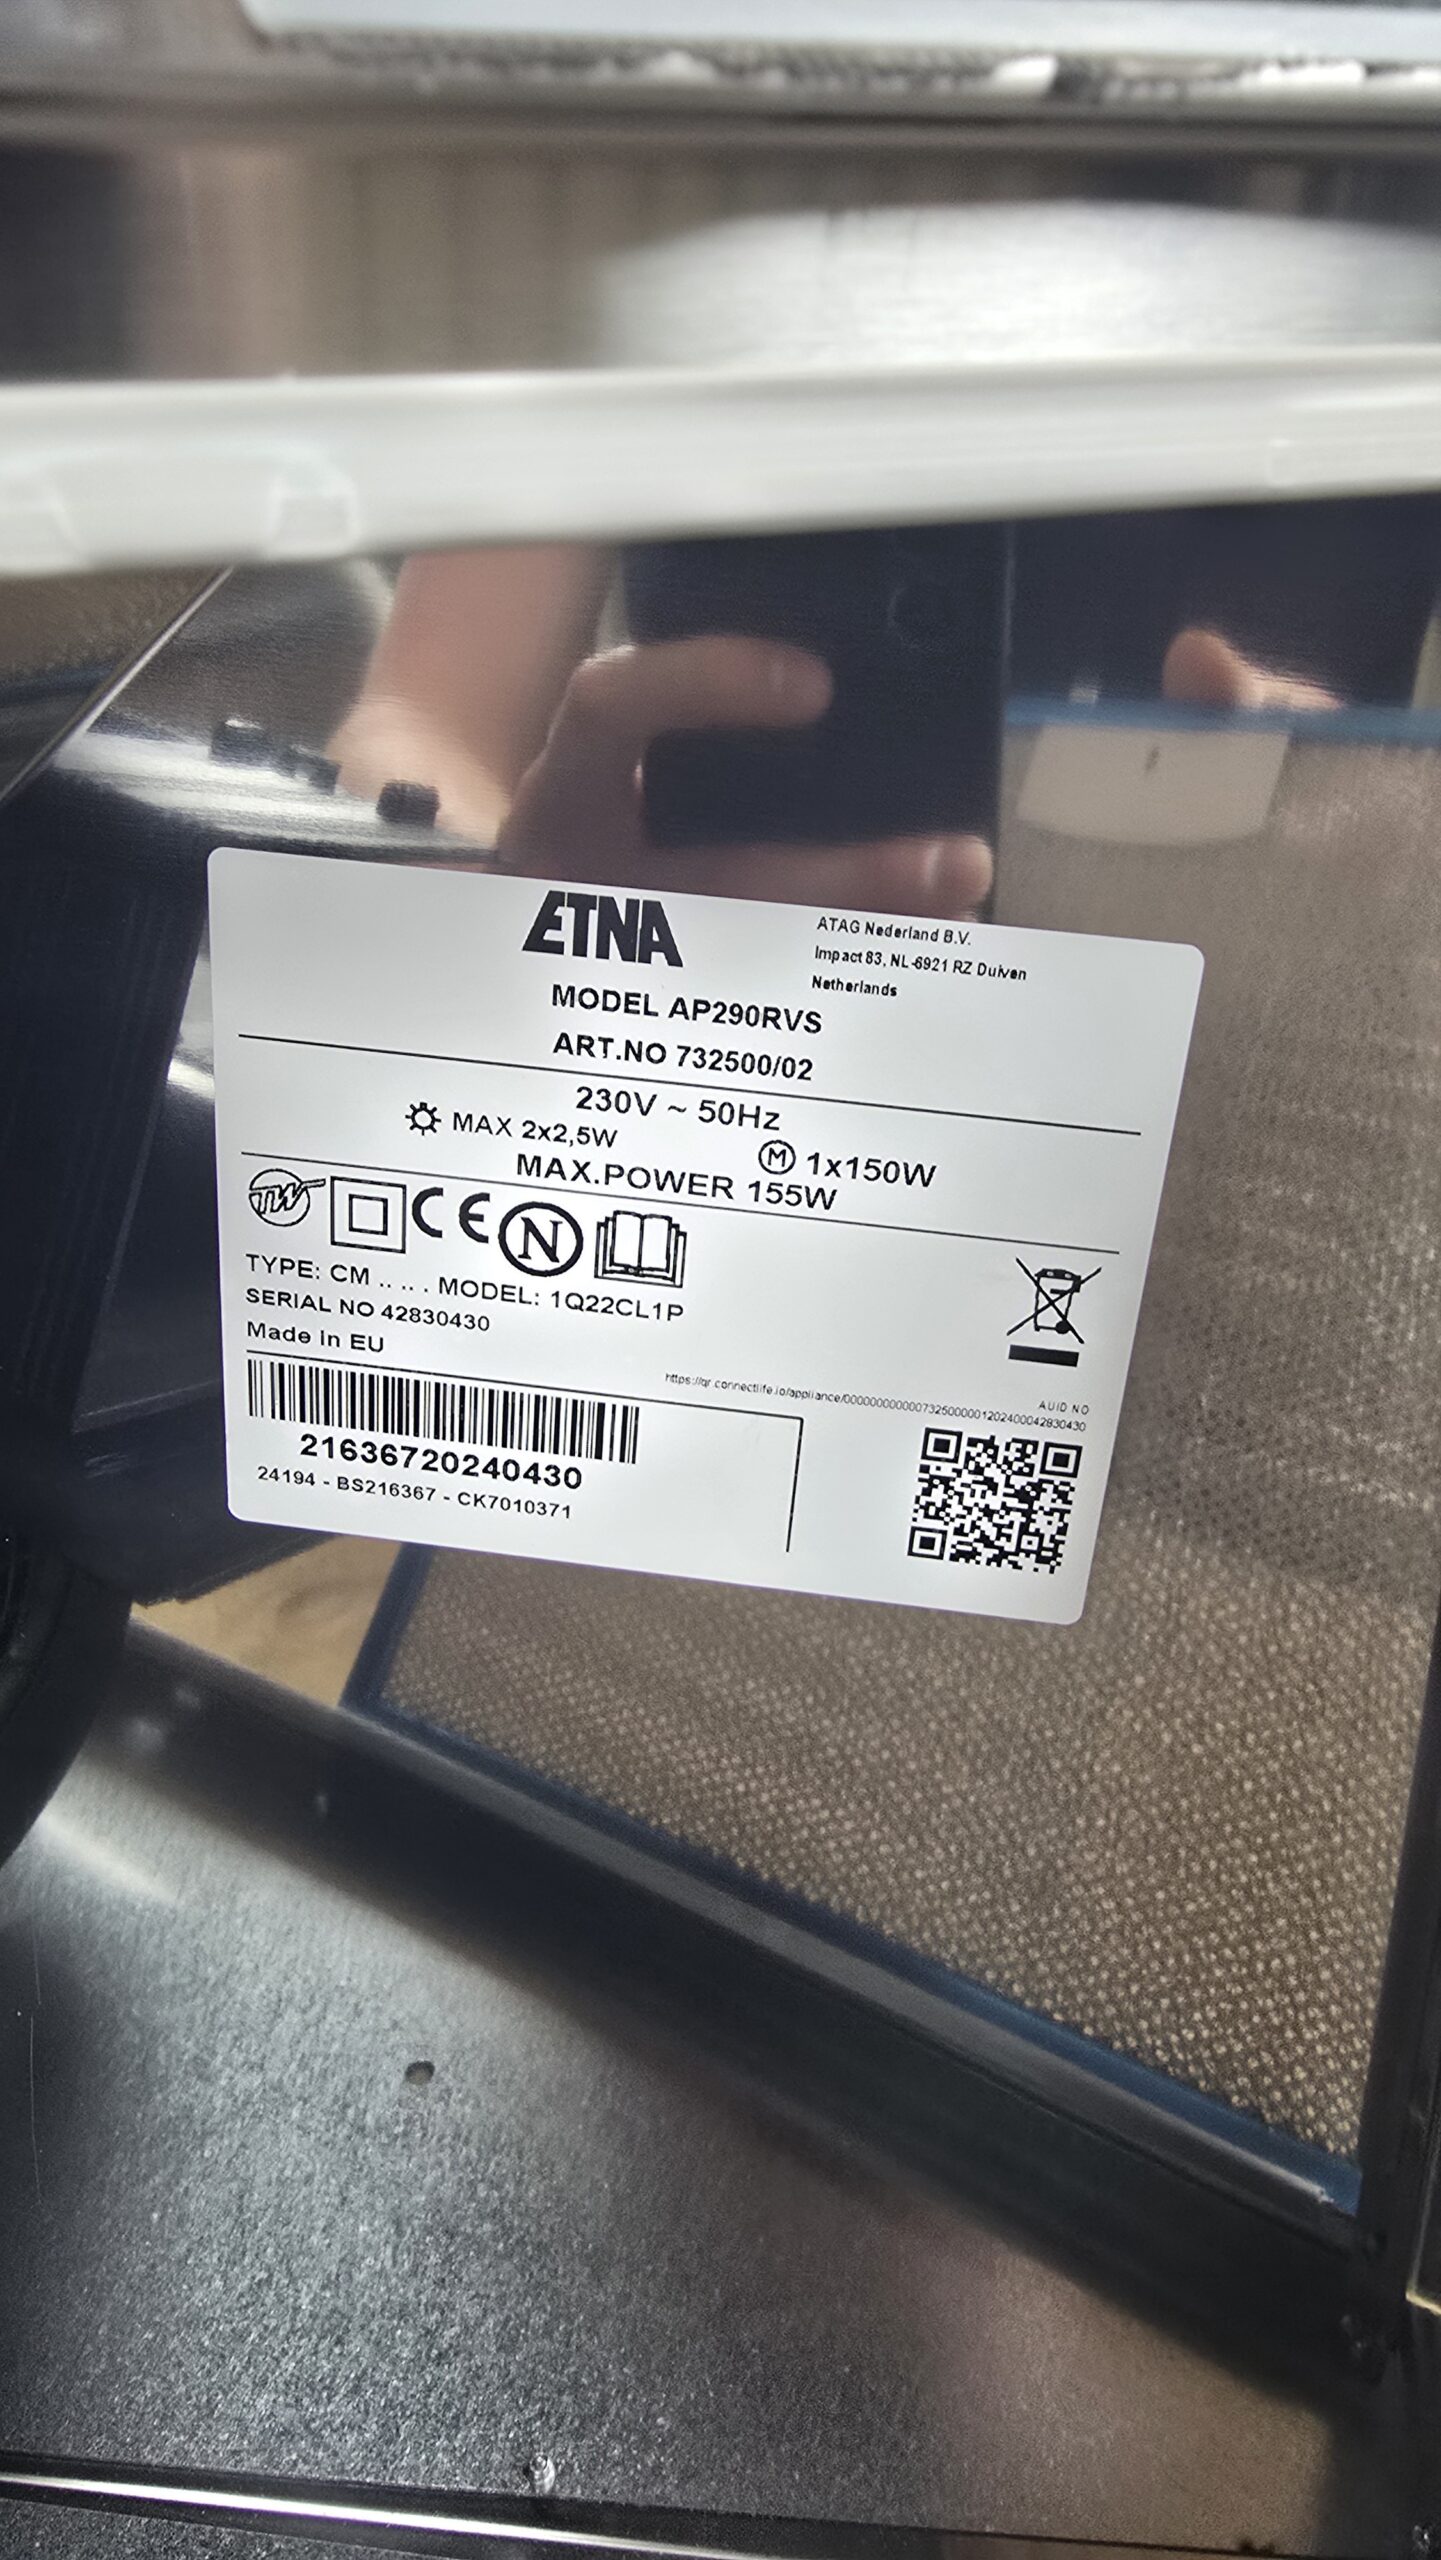 ETNA
ATAG Nederland B.V.
Impact 83, NL-6921 RZ Duiven
Netherlands
MODEL AP290RVS
ART.NO 732500/02
230V ~ 50Hz
MAX 2x2,5W
M 1x150W
MAX.POWER 155W
TW CE N
TYPE: CM .. .. . MODEL: 1Q22CL1P
SERIAL NO 42830430
Made in EU
AUID NO
21636720240430
24194 - BS216367 - CK7010371